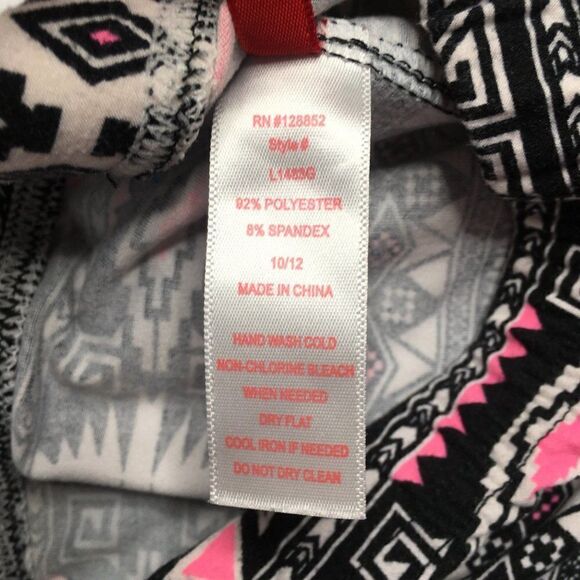 RN #128852
Style #
L1483G
92% POLYESTER
8% SPANDEX
10/12
MADE IN CHINA
HAND WASH COLD
NON-CHLORINE BLEACH
WHEN NEEDED
DRY FLAT
COOL IRON IF NEEDED
DO NOT DRY CLEAN